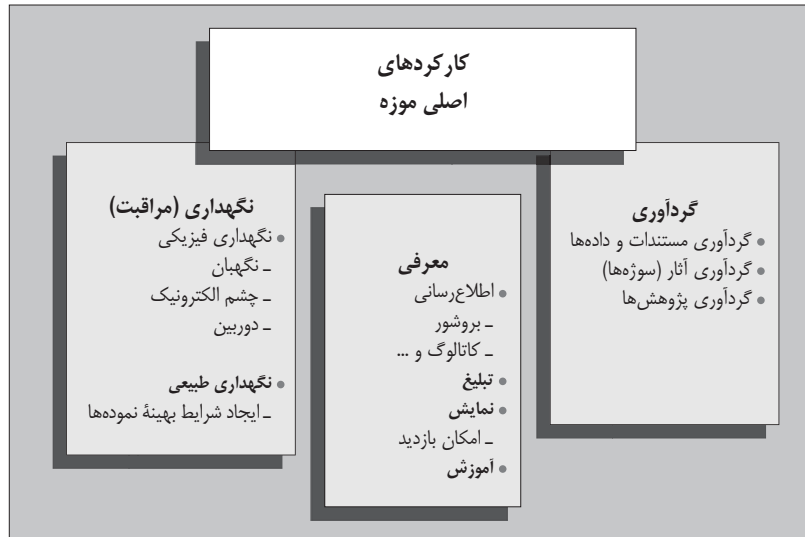 کارکردهای
اصلی موزه
گردآوری
• گردآوری مستندات و داده‌ها
• گردآوری آثار (سوژه‌ها)
• گردآوری پژوهش‌ها
معرفی
• اطلاع‌رسانی
ـ بروشور
ـ کاتالوگ و ...
• تبلیغ
• نمایش
ـ امکان بازدید
• آموزش
نگهداری (مراقبت)
• نگهداری فیزیکی
ـ نگهبان
ـ چشم الکترونیک
ـ دوربین
• نگهداری طبیعی
ـ ایجاد شرایط بهینهٔ نموده‌ها